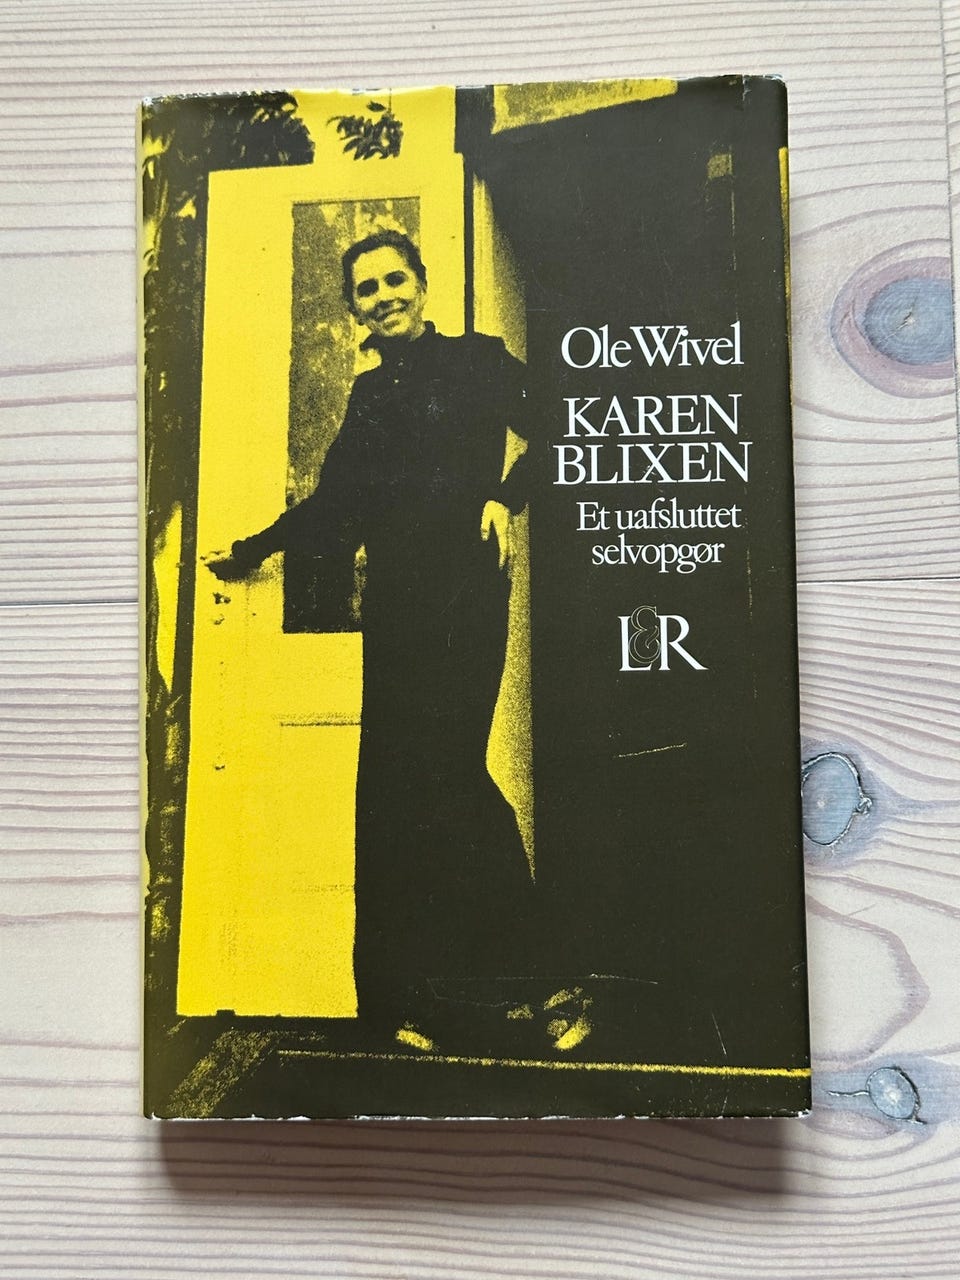 Ole Wivel
KAREN
BLIXEN
Et uafsluttet
selvopgør
L&R